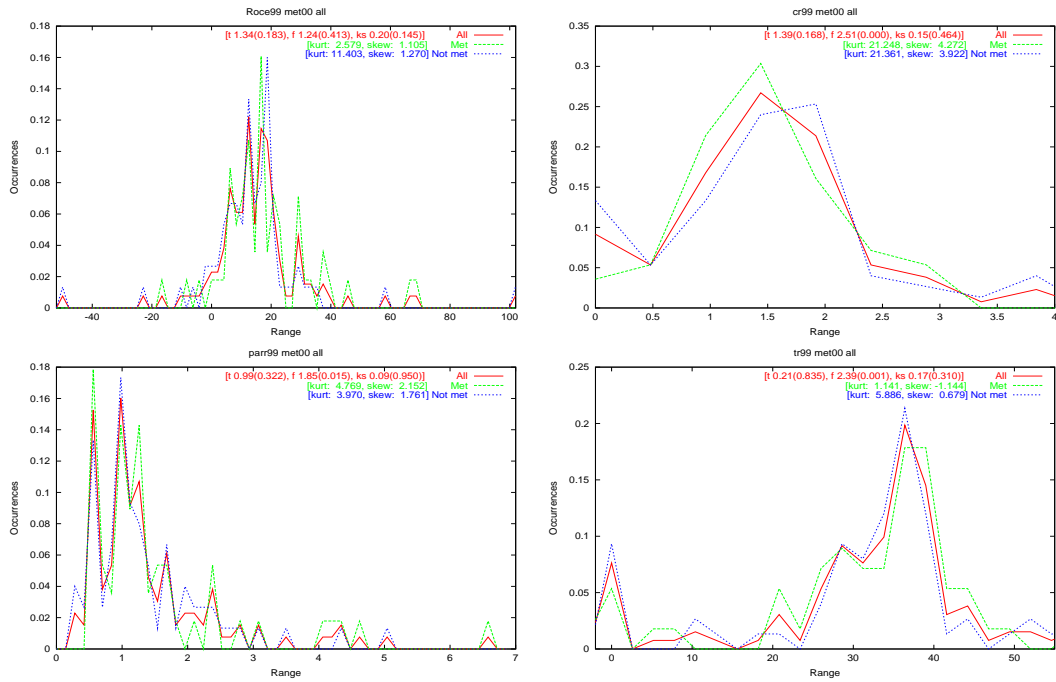 Roce99 met00 all
[t 1.34(0.183), f 1.24(0.413), ks 0.20(0.145)] All
[kurt: 2.579, skew: 1.105] Met
[kurt: 11.403, skew: 1.270] Not met
0.18
0.16
0.14
0.12
0.1
0.08
0.06
0.04
0.02
0
Occurrences
-40 -20 0 20 40 60 80 100
Range
cr99 met00 all
[t 1.39(0.168), f 2.51(0.000), ks 0.15(0.464)] All
[kurt: 21.248, skew: 4.272] Met
[kurt: 21.361, skew: 3.922] Not met
0.35
0.3
0.25
0.2
0.15
0.1
0.05
0
Occurrences
0 0.5 1 1.5 2 2.5 3 3.5 4
Range
parr99 met00 all
[t 0.99(0.322), f 1.85(0.015), ks 0.09(0.950)] All
[kurt: 4.769, skew: 2.152] Met
[kurt: 3.970, skew: 1.761] Not met
0.18
0.16
0.14
0.12
0.1
0.08
0.06
0.04
0.02
0
Occurrences
0 1 2 3 4 5 6 7
Range
tr99 met00 all
[t 0.21(0.835), f 2.39(0.001), ks 0.17(0.310)] All
[kurt: 1.141, skew: -1.144] Met
[kurt: 5.886, skew: 0.679] Not met
0.25
0.2
0.15
0.1
0.05
0
Occurrences
0 10 20 30 40 50
Range